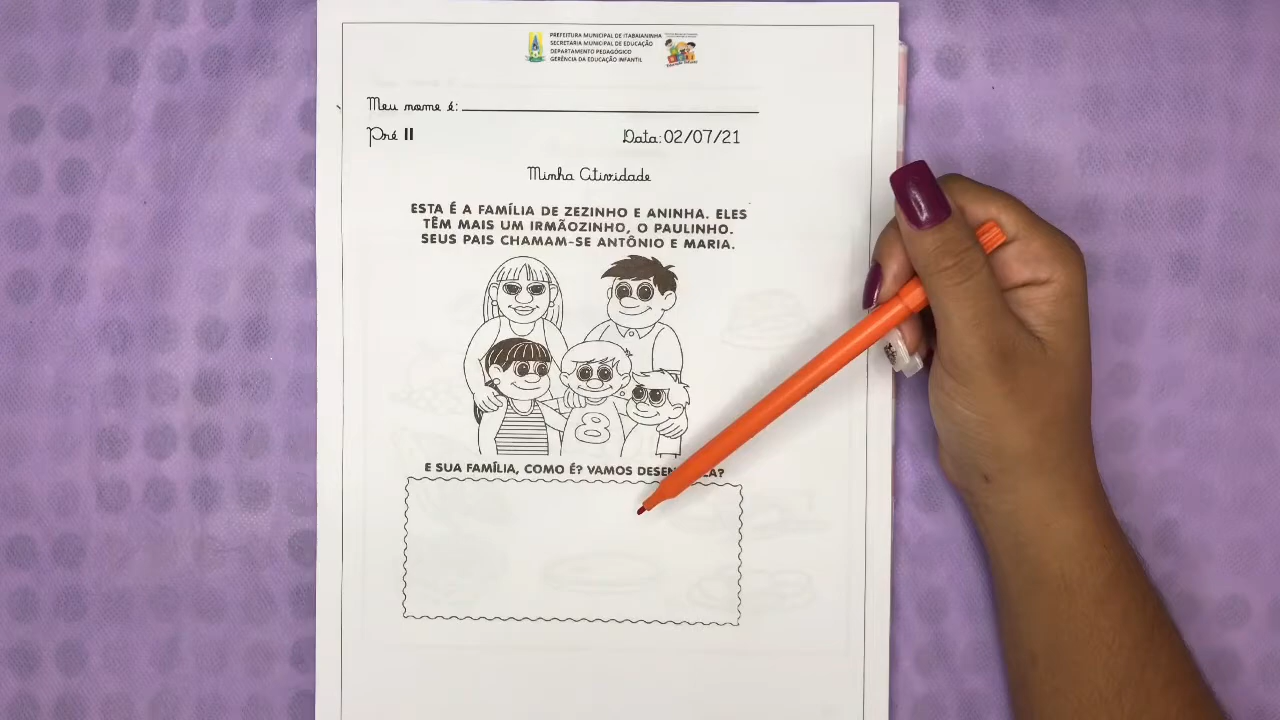 PREFEITURA MUNICIPAL DE ITABAIANINHA
SECRETARIA MUNICIPAL DE EDUCAÇÃO
DEPARTAMENTO PEDAGÓGICO
GERÊNCIA DA EDUCAÇÃO INFANTIL
Meu nome é:
Pré II
Data: 02/07/21
Minha Atividade
ESTA É A FAMÍLIA DE ZEZINHO E ANINHA. ELES
TÊM MAIS UM IRMÃOZINHO, O PAULINHO.
SEUS PAIS CHAMAM-SE ANTÔNIO E MARIA.
8
E SUA FAMÍLIA, COMO É? VAMOS